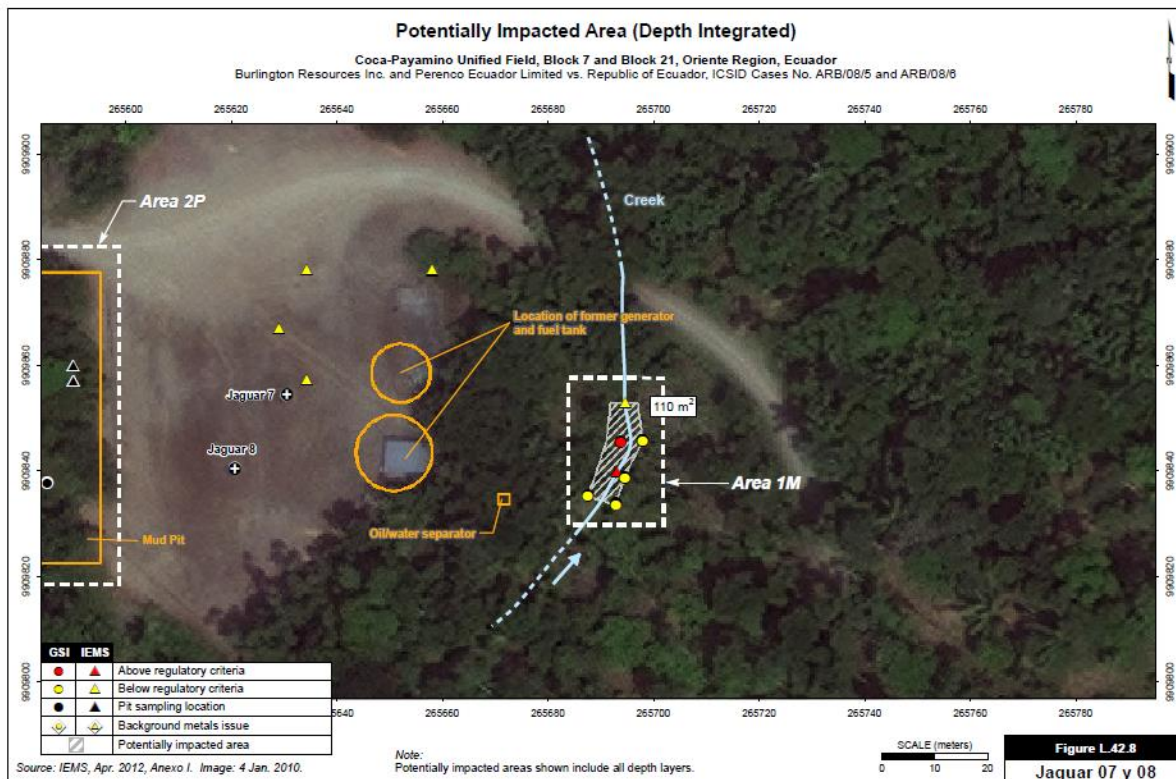 Potentially Impacted Area (Depth Integrated)
Coca-Payamino Unified Field, Block 7 and Block 21, Oriente Region, Ecuador
Burlington Resources Inc. and Perenco Ecuador Limited vs. Republic of Ecuador, ICSID Cases No. ARB/08/5 and ARB/08/6
265600 265620 265640 265660 265680 265700 265720 265740 265760 265780
9909900 9909900
Area 2P
Creek
9909880 9909880
Location of former generator
and fuel tank
9909860 9909860
Jaguar 7
110 m²
Jaguar 8
9909840 9909840
Area 1M
Oil/water separator
Mud Pit
9909820 9909820
GSI IEMS
Above regulatory criteria
Below regulatory criteria
Pit sampling location
Background metals issue
Potentially impacted area
9909800 9909800
265640 265660 265680 265700 265720 265740 265760 265780
Source: IEMS, Apr. 2012, Anexo I. Image: 4 Jan. 2010.
Note:
Potentially impacted areas shown include all depth layers.
SCALE (meters)
0 10 20
Figure L.42.8
Jaguar 07 y 08